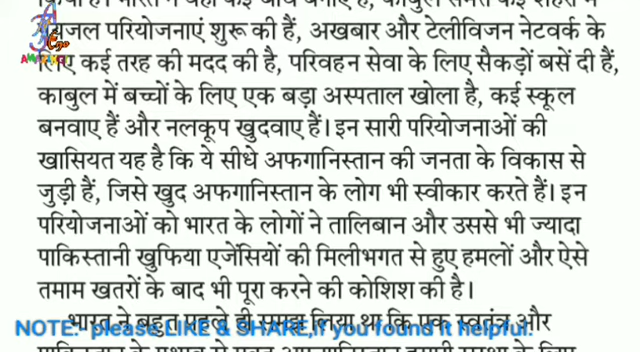 पेयजल परियोजनाएं शुरू की हैं, अखबार और टेलीविजन नेटवर्क के
लिए कई तरह की मदद की है, परिवहन सेवा के लिए सैकड़ों बसें दी हैं,
काबुल में बच्चों के लिए एक बड़ा अस्पताल खोला है, कई स्कूल
बनवाए हैं और नलकूप खुदवाए हैं। इन सारी परियोजनाओं की
खासियत यह है कि ये सीधे अफगानिस्तान की जनता के विकास से
जुड़ी हैं, जिसे खुद अफगानिस्तान के लोग भी स्वीकार करते हैं। इन
परियोजनाओं को भारत के लोगों ने तालिबान और उससे भी ज्यादा
पाकिस्तानी खुफिया एजेंसियों की मिलीभगत से हुए हमलों और ऐसे
तमाम खतरों के बाद भी पूरा करने की कोशिश की है।
भारत ने बहुत पहले ही समझ लिया था कि एक स्वतंत्र और
NOTE: please LIKE & SHARE,if you found it helpful!